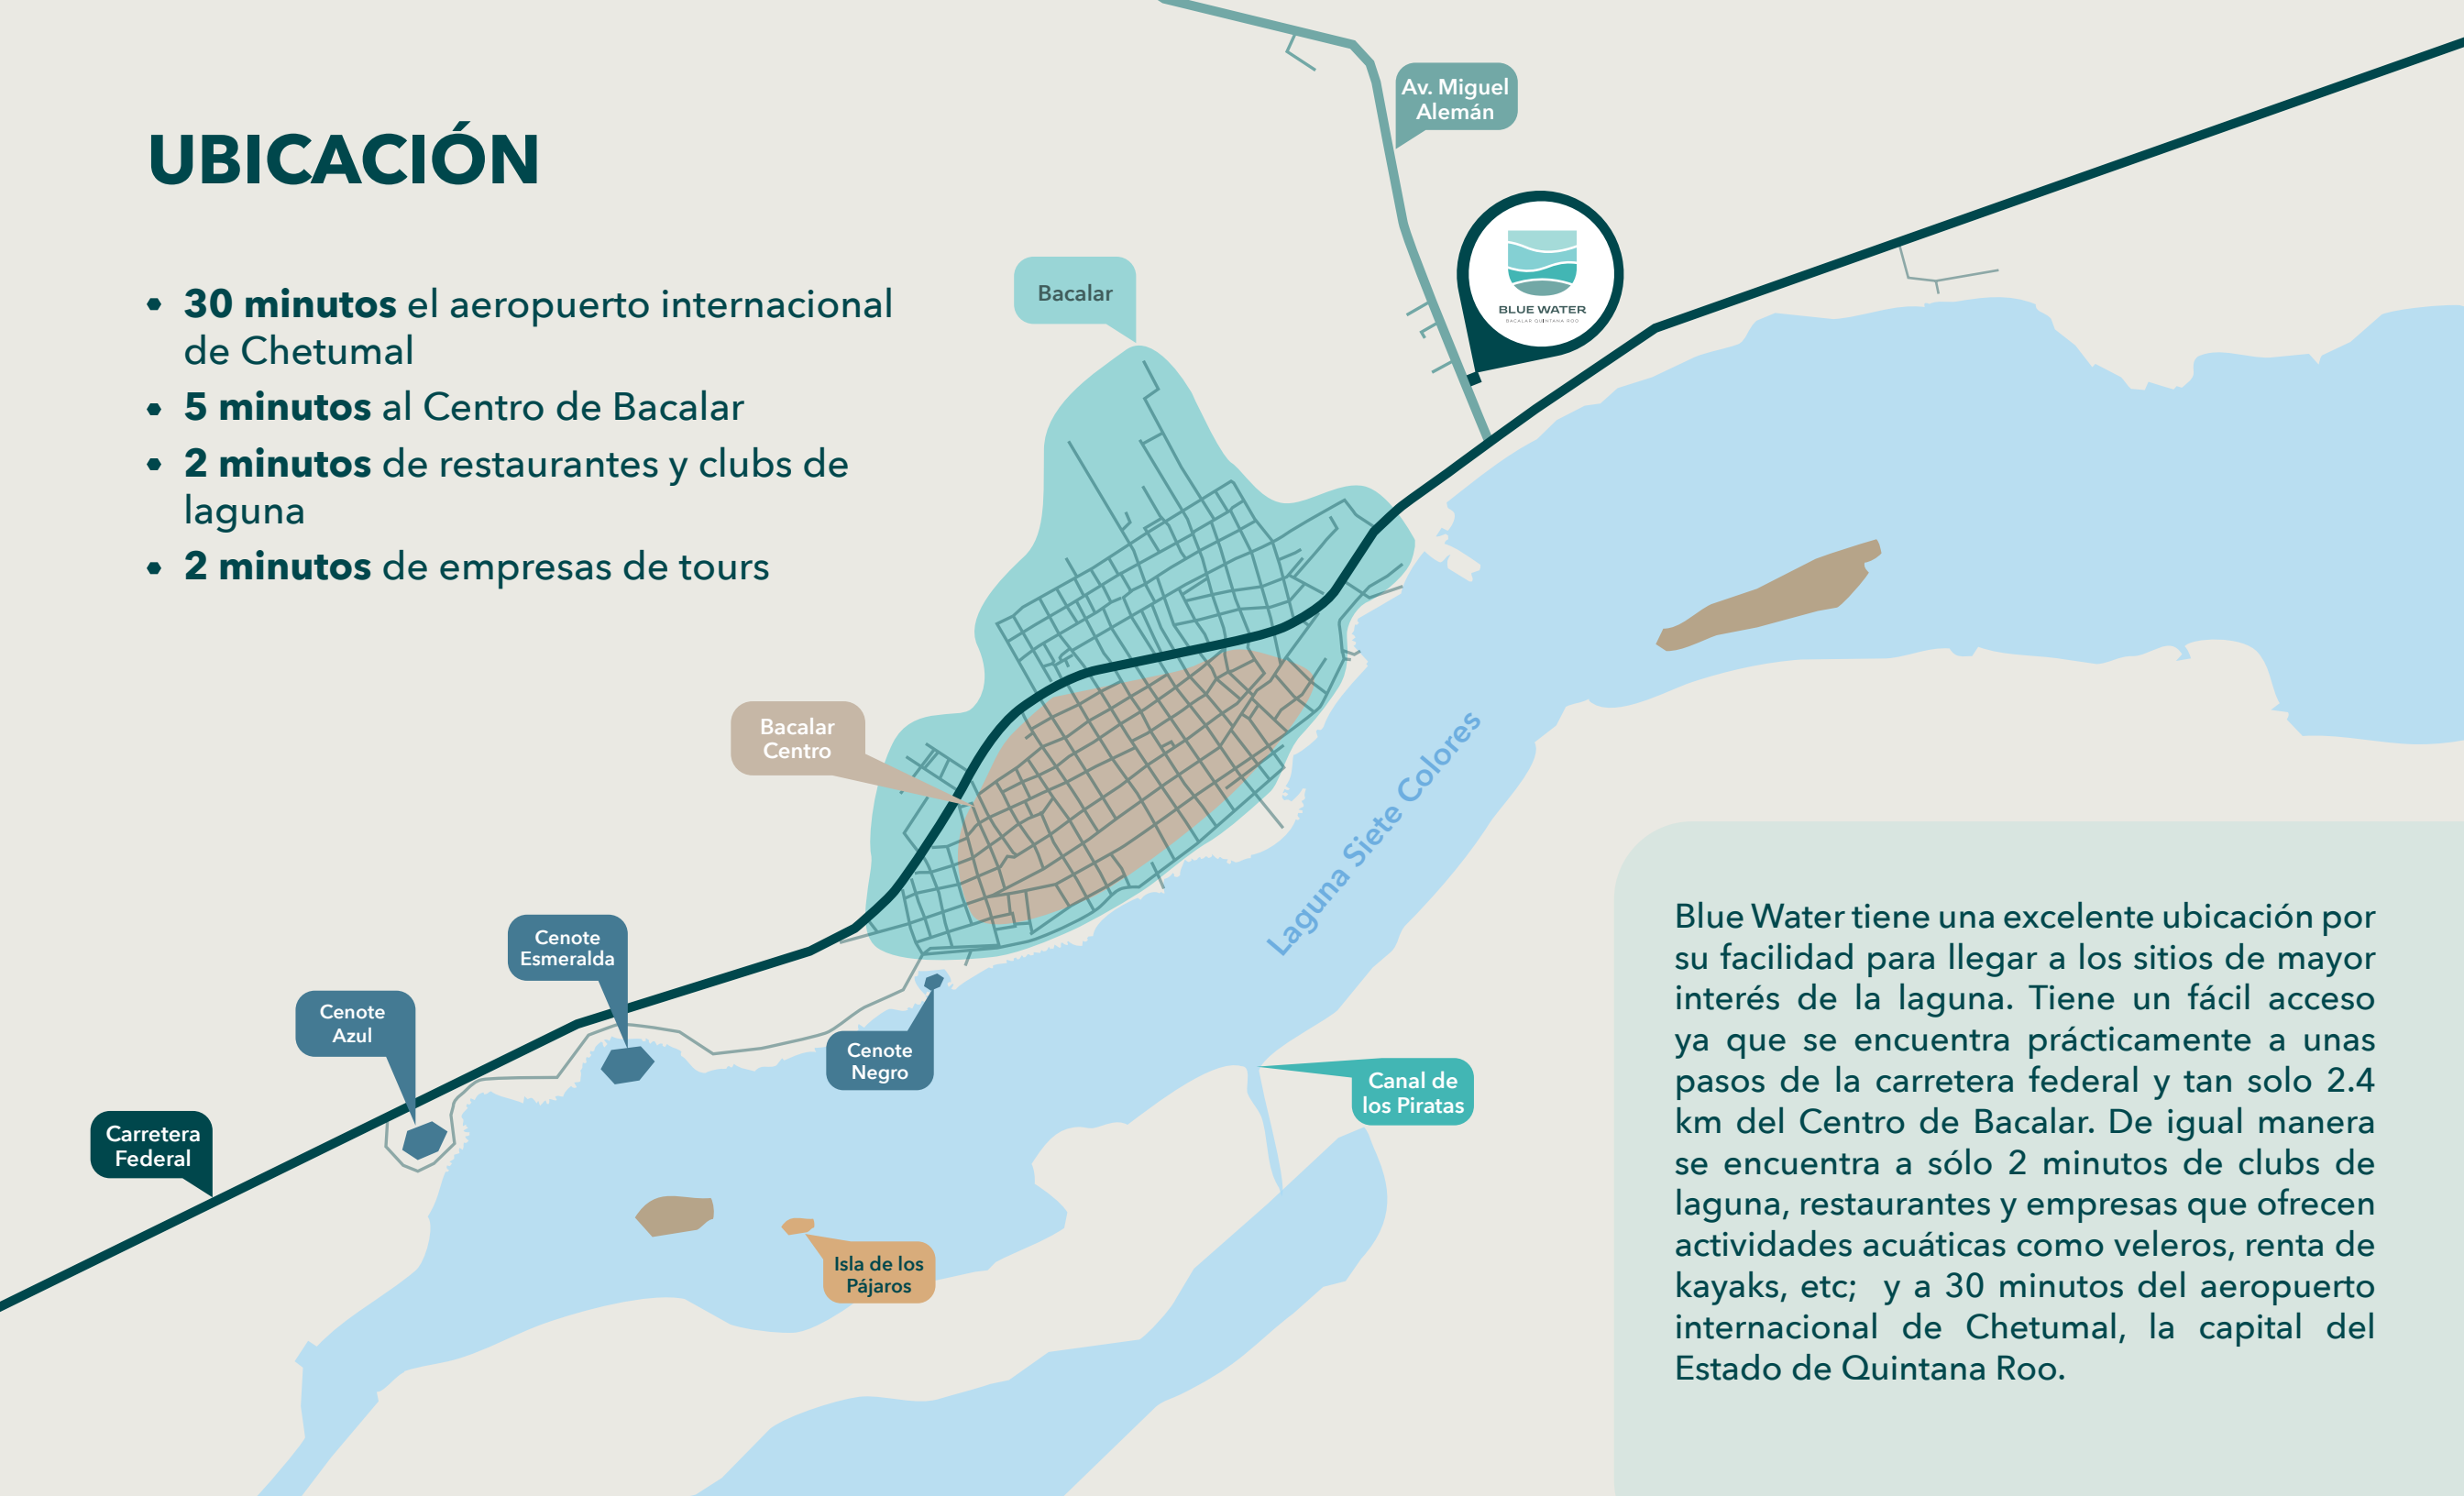 UBICACIÓN
30 minutos el aeropuerto internacional
de Chetumal
5 minutos al Centro de Bacalar
2 minutos de restaurantes y clubs de
laguna
2 minutos de empresas de tours
Av. Miguel
Alemán
BLUE WATER
BACALAR QUINTANA ROO
Bacalar
Bacalar
Centro
Laguna Siete Colores
Cenote
Esmeralda
Cenote
Azul
Cenote
Negro
Carretera
Federal
Canal de
los Piratas
Isla de los
Pájaros
Blue Water tiene una excelente ubicación por
su facilidad para llegar a los sitios de mayor
interés de la laguna. Tiene un fácil acceso
ya que se encuentra prácticamente a unas
pasos de la carretera federal y tan solo 2.4
km del Centro de Bacalar. De igual manera
se encuentra a sólo 2 minutos de clubs de
laguna, restaurantes y empresas que ofrecen
actividades acuáticas como veleros, renta de
kayaks, etc; y a 30 minutos del aeropuerto
internacional de Chetumal, la capital del
Estado de Quintana Roo.